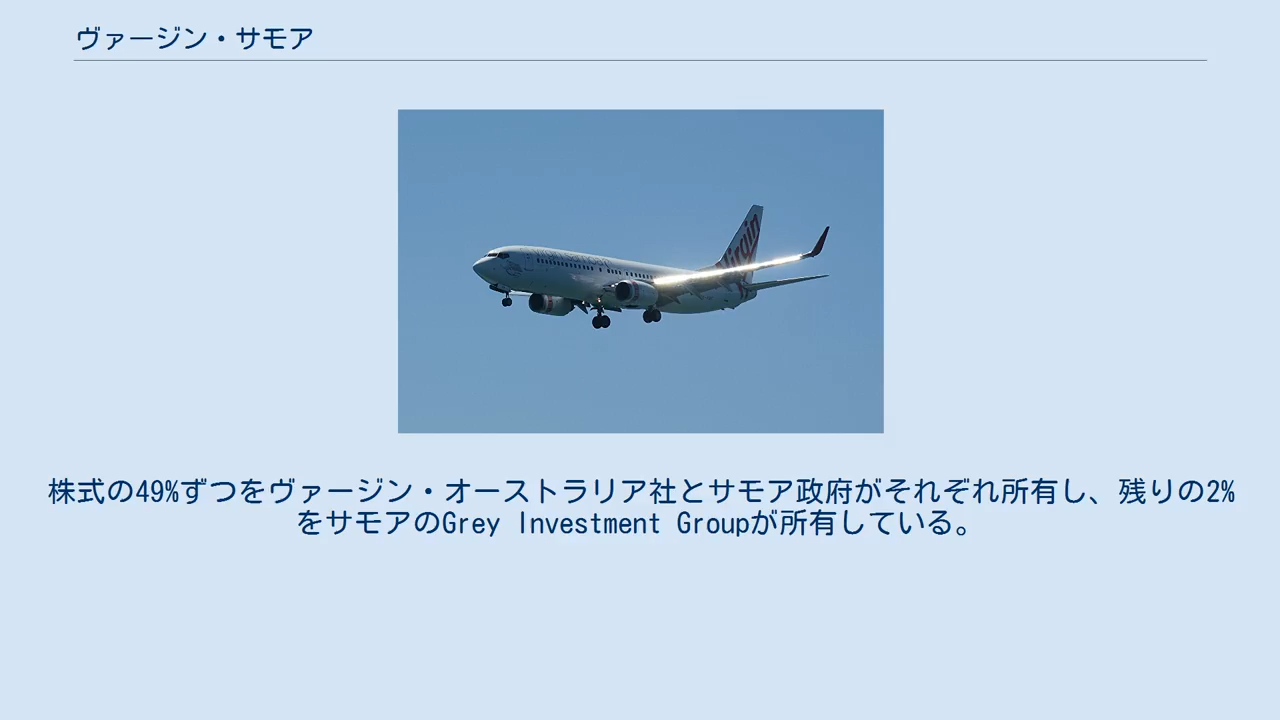 ヴァージン・サモア
virgin
株式の49%ずつをヴァージン・オーストラリア社とサモア政府がそれぞれ所有し、残りの2%
をサモアのGrey Investment Groupが所有している。